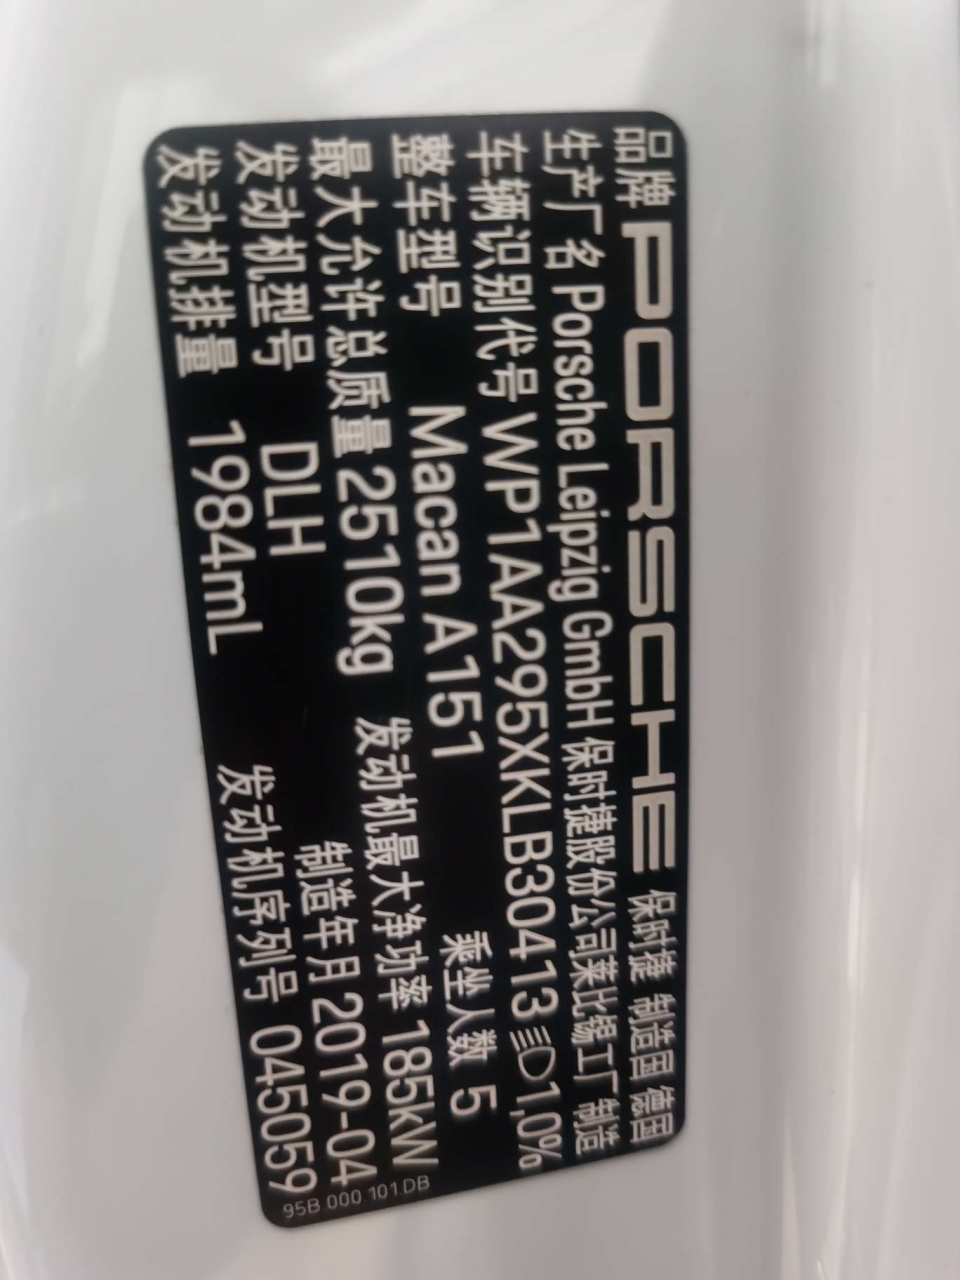 品牌 PORSCHE 保时捷 制造国 德国
生产厂名 Porsche Leipzig GmbH 保时捷股份公司莱比锡工厂 制造
车辆识别代号 WP1AA295XKLB30413 1,0%
整车型号 Macan A151 乘坐人数 5
最大允许总质量 2510kg 发动机最大净功率 185kW
发动机型号 DLH 制造年月 2019-04
发动机排量 1984mL 发动机序列号 045059
95B.000.101.DB